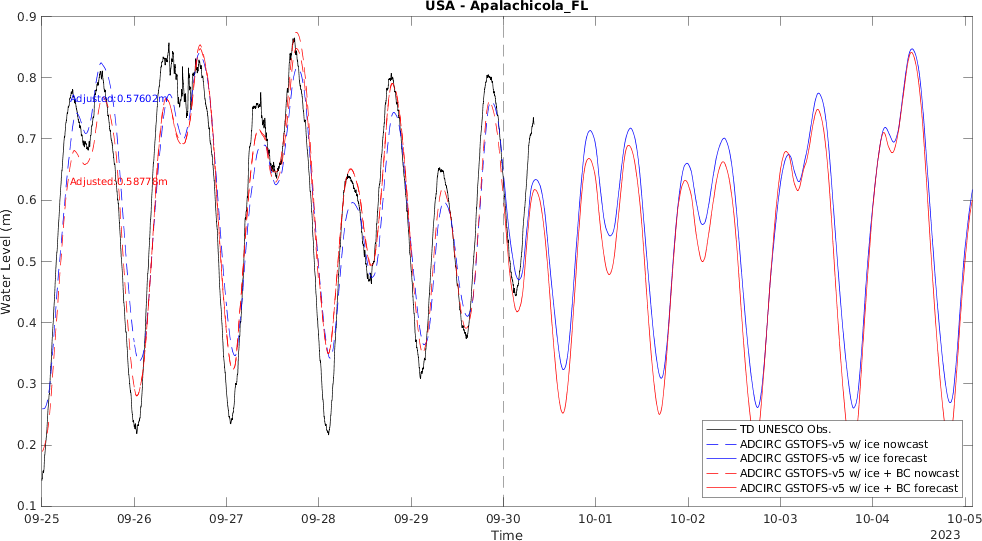 USA - Apalachicola_FL
0.9
0.8
0.7
0.6
0.5
0.4
0.3
0.2
0.1
Water Level (m)
Adjusted:0.57602m
Adjusted:0.58778m
09-25
09-26
09-27
09-28
09-29
09-30
10-01
10-02
10-03
10-04
10-05
2023
Time
TD UNESCO Obs.
ADCIRC GSTOFS-v5 w/ ice nowcast
ADCIRC GSTOFS-v5 w/ ice forecast
ADCIRC GSTOFS-v5 w/ ice + BC nowcast
ADCIRC GSTOFS-v5 w/ ice + BC forecast